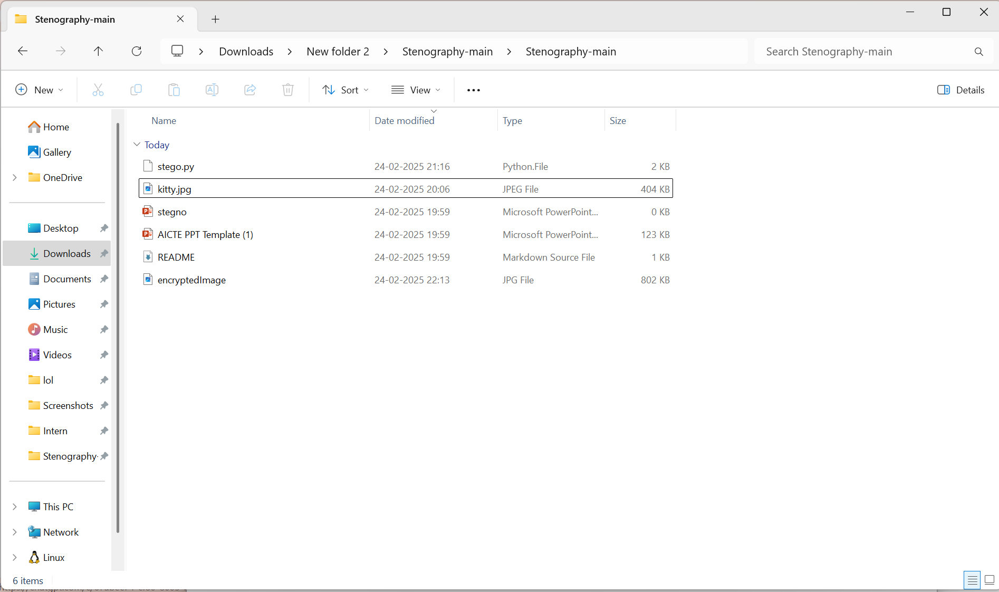 Stenography-main
Downloads New folder 2 Stenography-main Stenography-main Search Stenography-main
New Sort View Details
Name Date modified Type Size
Today
stego.py 24-02-2025 21:16 Python.File 2 KB
kitty.jpg 24-02-2025 20:06 JPEG File 404 KB
stegno 24-02-2025 19:59 Microsoft PowerPoint... 0 KB
AICTE PPT Template (1) 24-02-2025 19:59 Microsoft PowerPoint... 123 KB
README 24-02-2025 19:59 Markdown Source File 1 KB
encryptedImage 24-02-2025 22:13 JPG File 802 KB
Home
Gallery
OneDrive
Desktop
Downloads
Documents
Pictures
Music
Videos
lol
Screenshots
Intern
Stenography-
This PC
Network
Linux
6 items